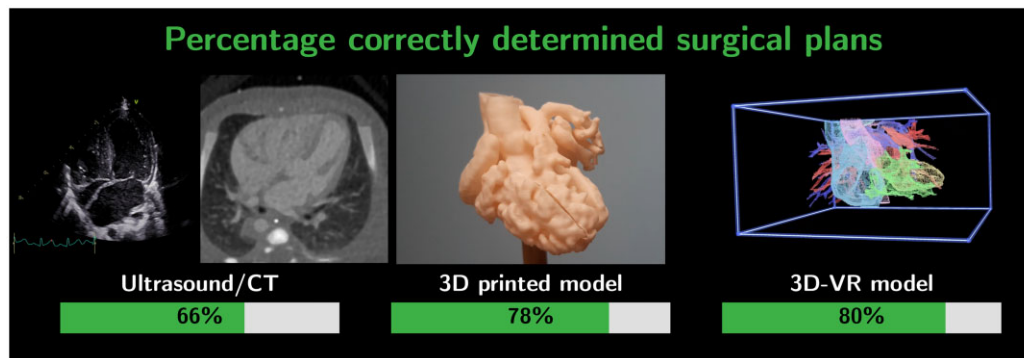 Percentage correctly determined surgical plans
Ultrasound/CT
3D printed model
3D-VR model
66%
78%
80%